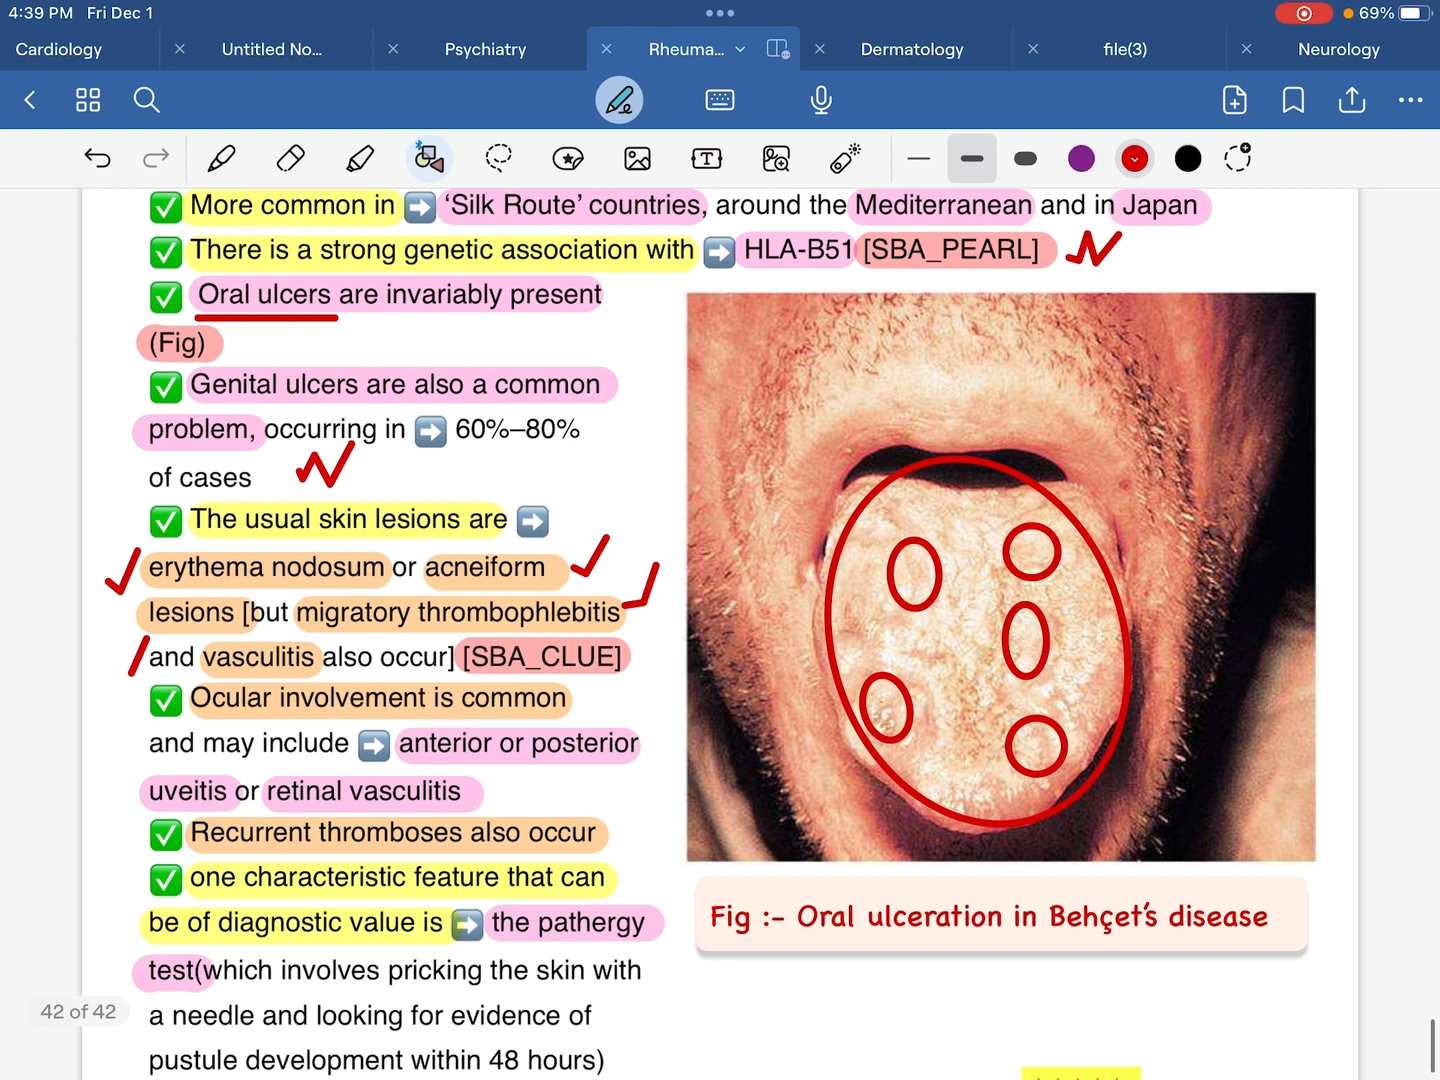 4:39 PM Fri Dec 1
69%
Cardiology
Untitled No...
Psychiatry
Rheuma...
Dermatology
file(3)
Neurology
✅ More common in ➡️ ‘Silk Route’ countries, around the Mediterranean and in Japan
✅ There is a strong genetic association with ➡️ HLA-B51 [SBA_PEARL]
✅ Oral ulcers are invariably present
(Fig)
✅ Genital ulcers are also a common
problem, occurring in ➡️ 60%–80%
of cases
✅ The usual skin lesions are ➡️
erythema nodosum or acneiform
lesions [but migratory thrombophlebitis
and vasculitis also occur] [SBA_CLUE]
✅ Ocular involvement is common
and may include ➡️ anterior or posterior
uveitis or retinal vasculitis
✅ Recurrent thromboses also occur
✅ one characteristic feature that can
be of diagnostic value is ➡️ the pathergy
test(which involves pricking the skin with
a needle and looking for evidence of
pustule development within 48 hours)
Fig :- Oral ulceration in Behçet's disease
42 of 42